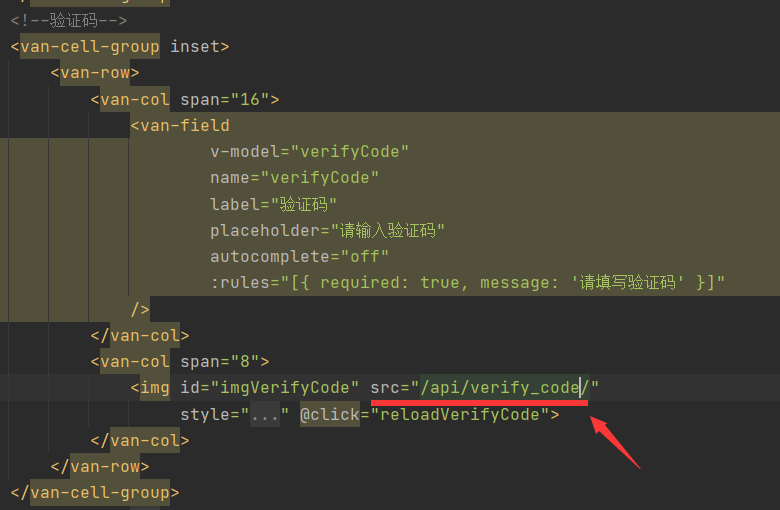 <!--验证码-->
<van-cell-group inset>
<van-row>
<van-col span="16">
<van-field
v-model="verifyCode"
name="verifyCode"
label="验证码"
placeholder="请输入验证码"
autocomplete="off"
:rules="[{ required: true, message: '请填写验证码' }]"
/>
</van-col>
<van-col span="8">
<img id="imgVerifyCode" src="/api/verify_code/"
style="..." @click="reloadVerifyCode">
</van-col>
</van-row>
</van-cell-group>